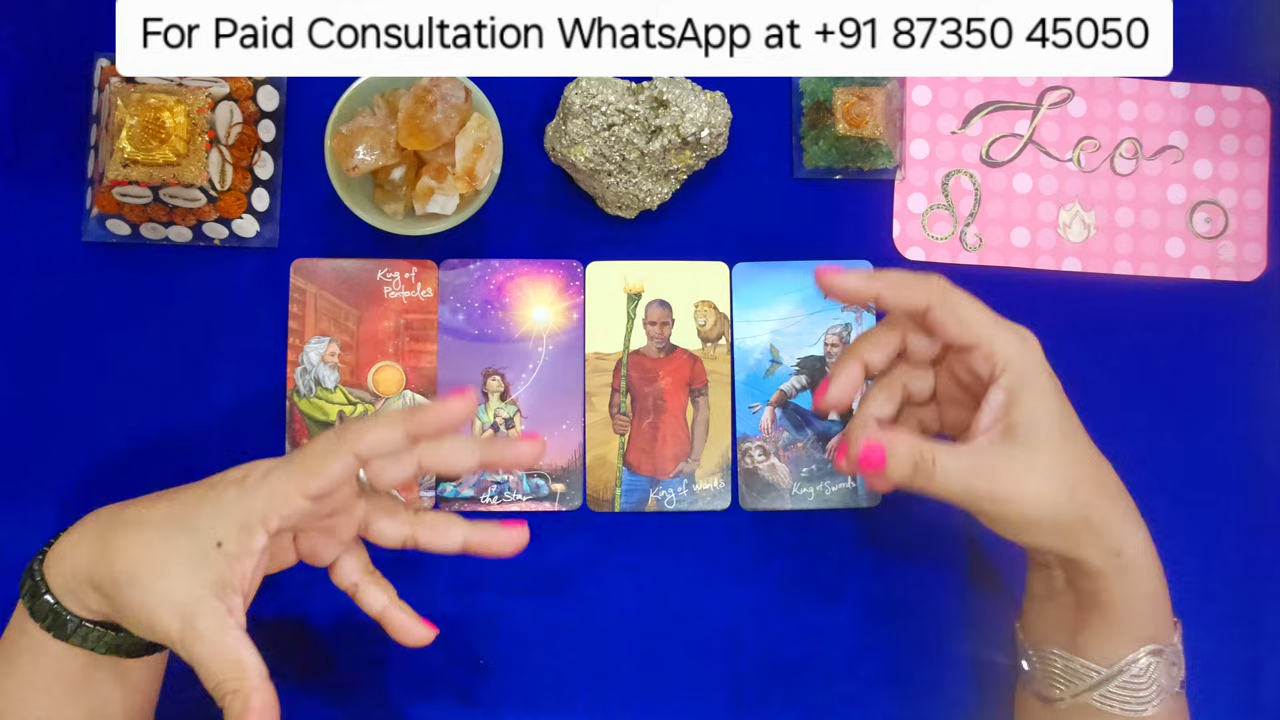 For Paid Consultation WhatsApp at +91 87350 45050
Leo
King of
Pentacles
the Star
King of Wands
King of Swords